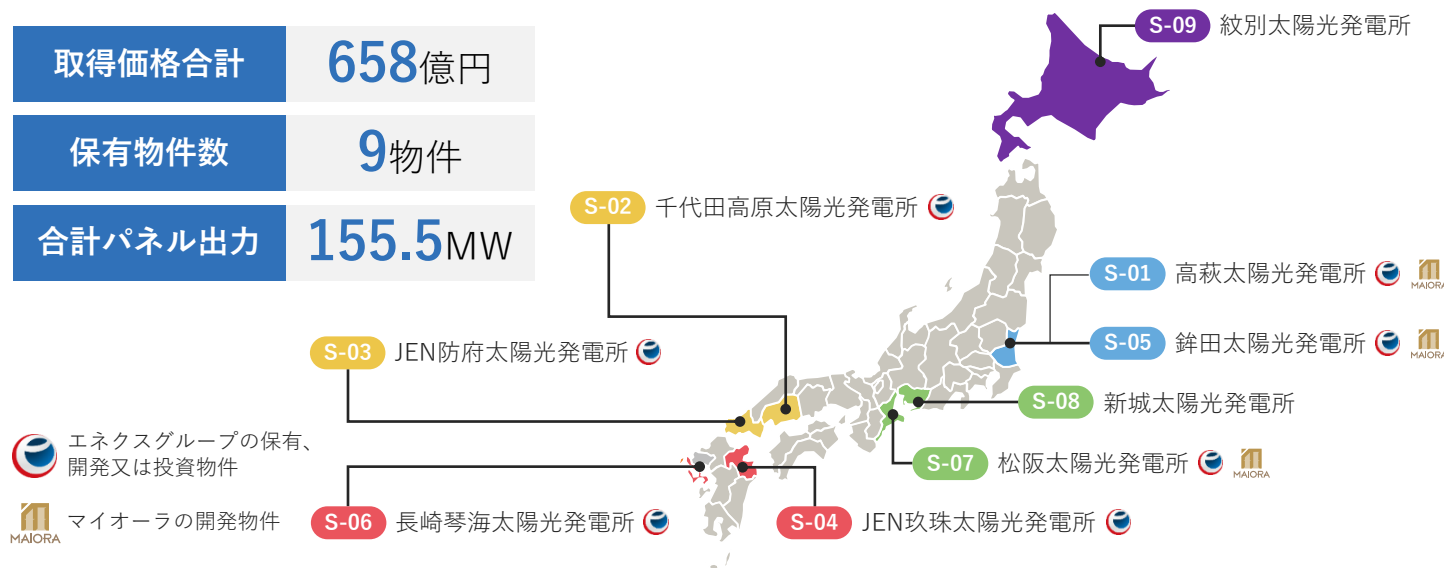 取得価格合計 658億円
保有物件数 9物件
合計パネル出力 155.5MW
S-09 紋別太陽光発電所
S-02 千代田高原太陽光発電所
S-01 高萩太陽光発電所 MAIORA
S-03 JEN防府太陽光発電所
S-05 鉾田太陽光発電所 MAIORA
S-08 新城太陽光発電所
エネクスグループの保有、
開発又は投資物件
S-07 松阪太陽光発電所 MAIORA
MAIORA マイオーラの開発物件
S-06 長崎琴海太陽光発電所
S-04 JEN玖珠太陽光発電所